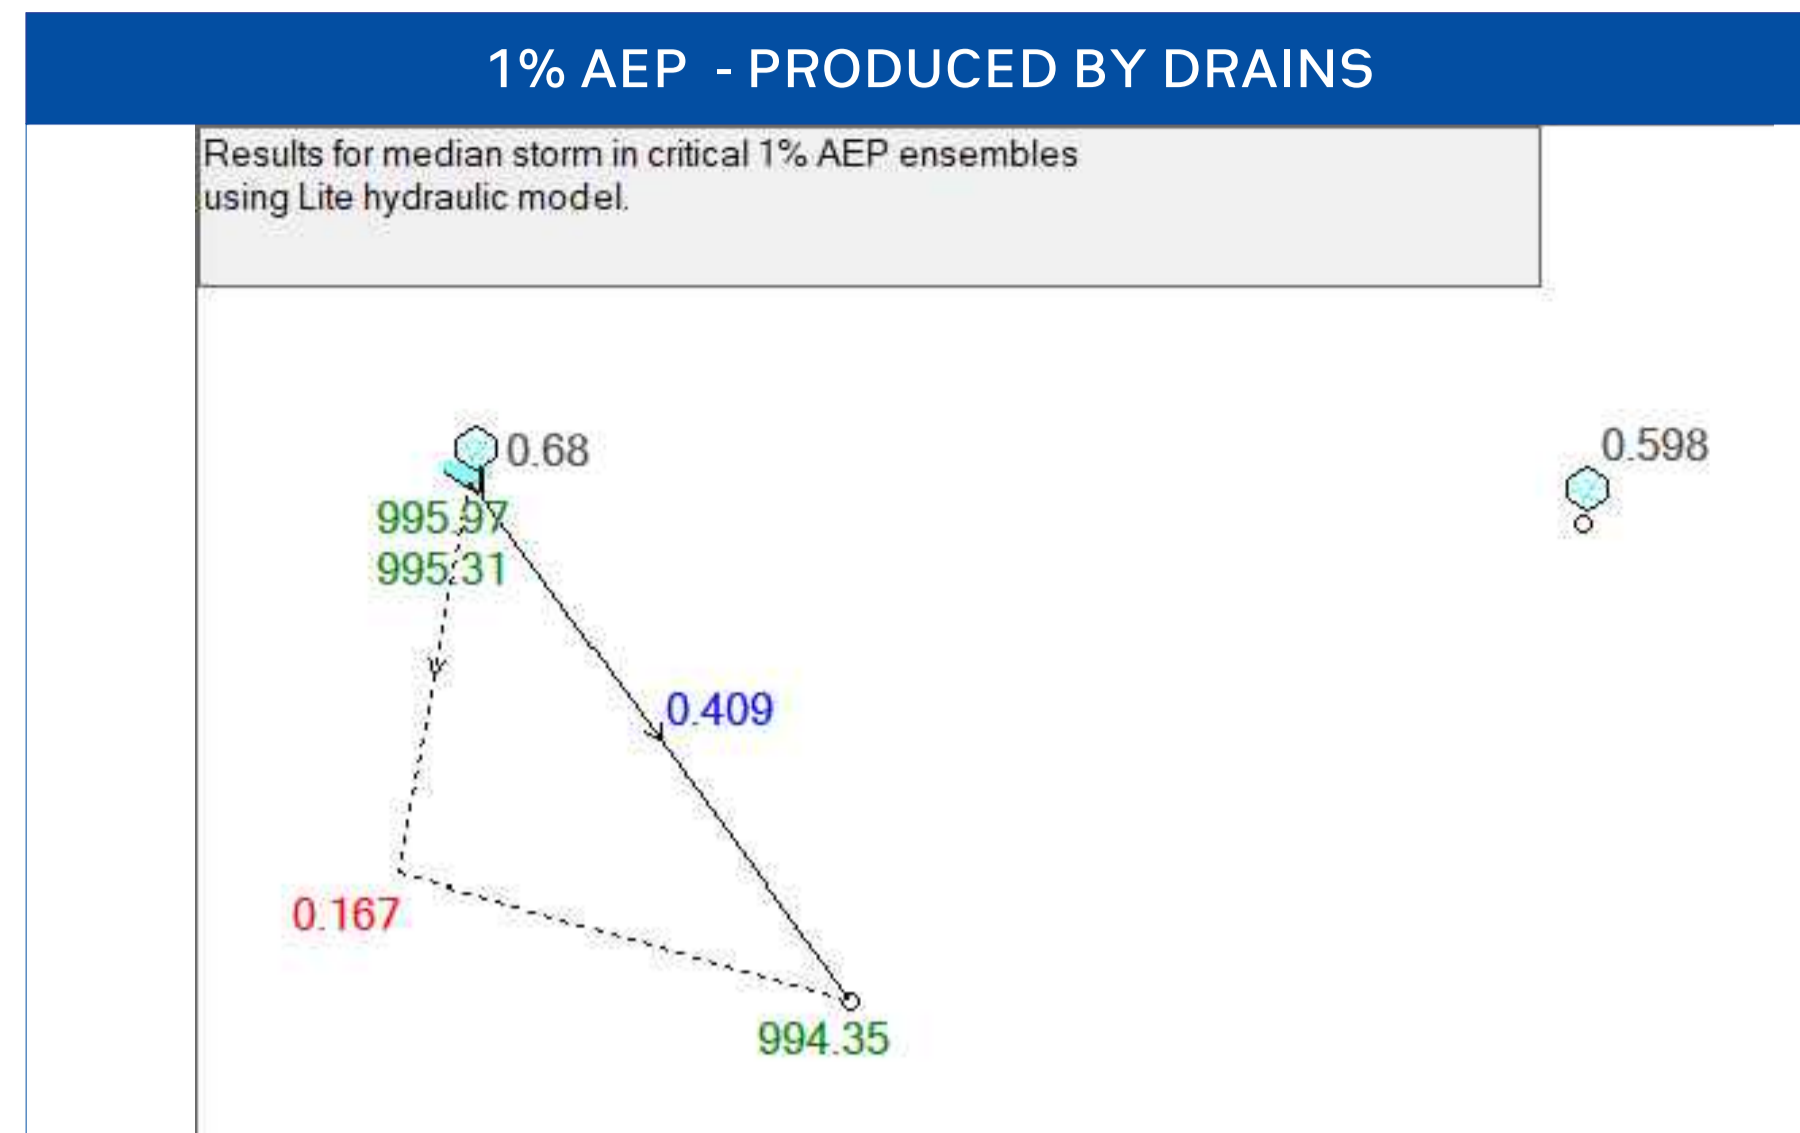 1% AEP - PRODUCED BY DRAINS
Results for median storm in critical 1% AEP ensembles
using Lite hydraulic model.
0.68
0.598
995.97
995.31
0.409
0.167
994.35